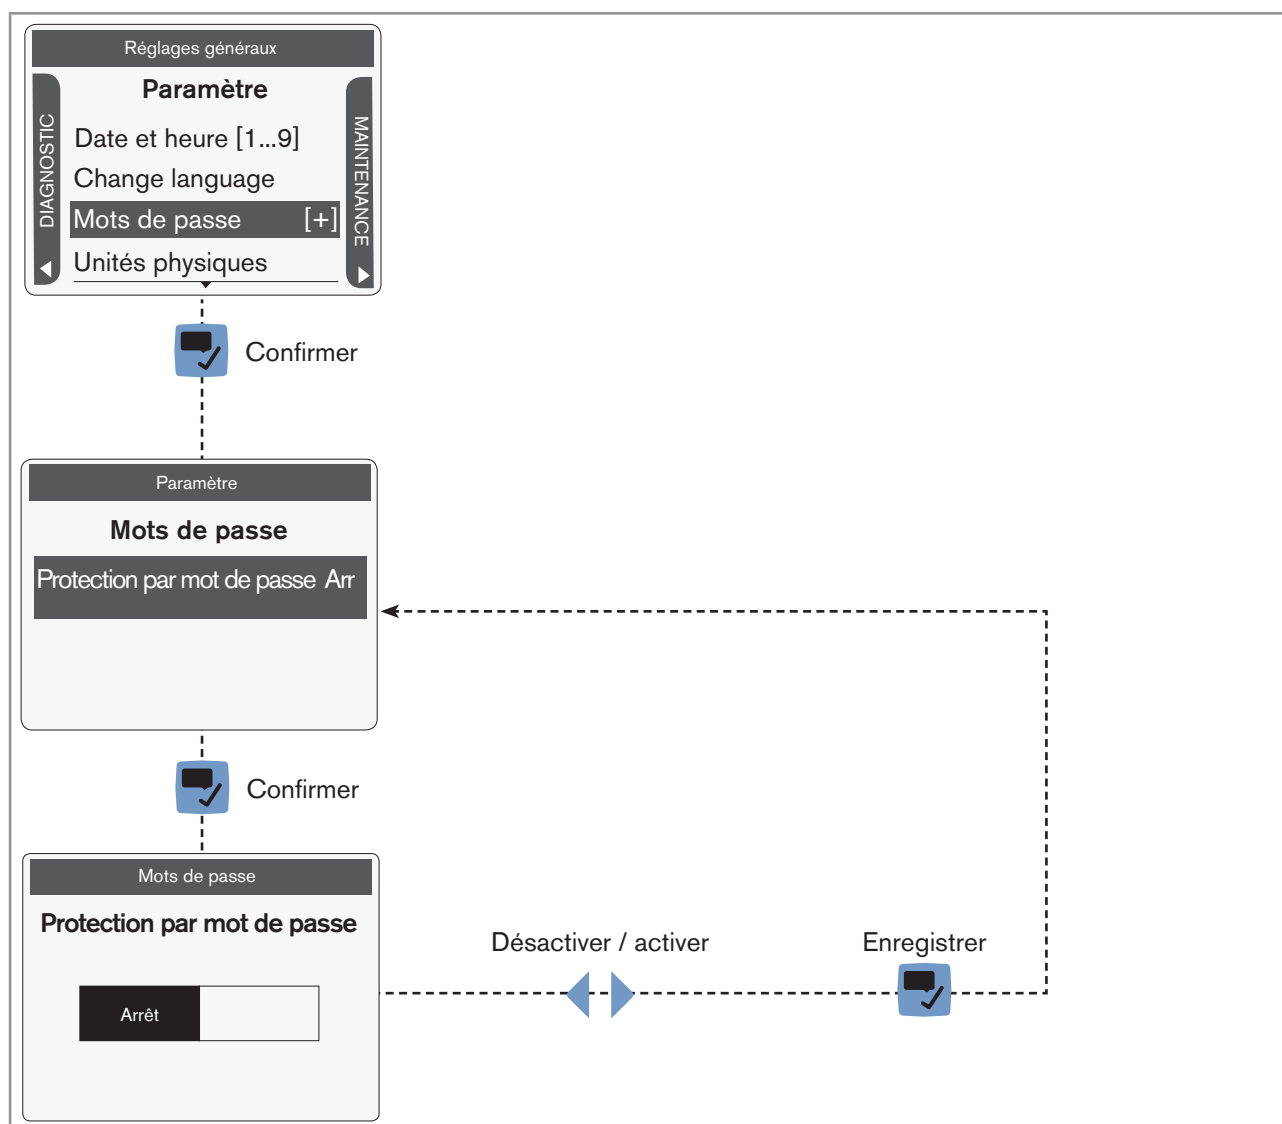 Réglages généraux
Paramètre
DIAGNOSTIC
MAINTENANCE
Date et heure [1...9]
Change language
Mots de passe [+]
Unités physiques
Confirmer
Paramètre
Mots de passe
Protection par mot de passe Arr
Confirmer
Mots de passe
Protection par mot de passe
Arrêt
Désactiver / activer
Enregistrer